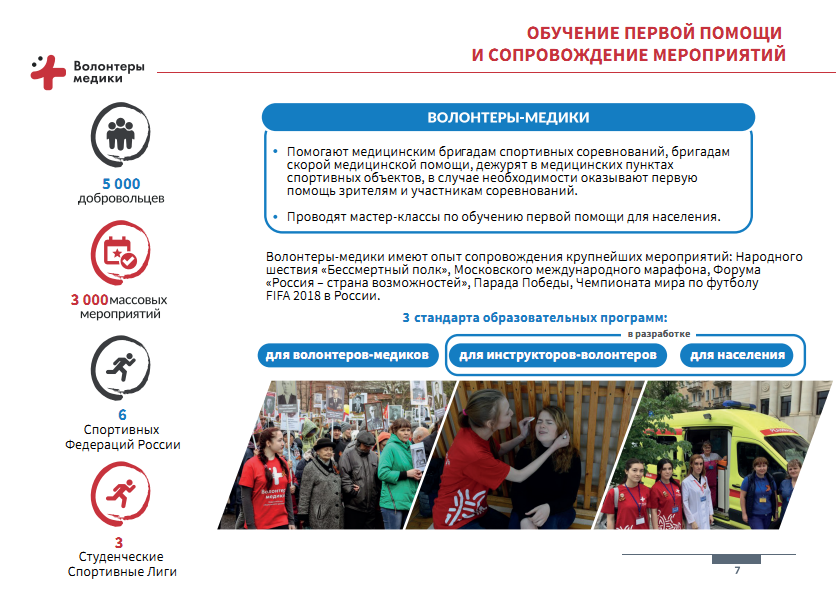 ОБУЧЕНИЕ ПЕРВОЙ ПОМОЩИ
И СОПРОВОЖДЕНИЕ МЕРОПРИЯТИЙ
Волонтеры
медики
5 000
добровольцев
3 000 массовых
мероприятий
6
Спортивных
Федераций России
3
Студенческие
Спортивные Лиги
ВОЛОНТЕРЫ-МЕДИКИ
• Помогают медицинским бригадам спортивных соревнований, бригадам
скорой медицинской помощи, дежурят в медицинских пунктах
спортивных объектов, в случае необходимости оказывают первую
помощь зрителям и участникам соревнований.
• Проводят мастер-классы по обучению первой помощи для населения.
Волонтеры-медики имеют опыт сопровождения крупнейших мероприятий: Народного
шествия «Бессмертный полк», Московского международного марафона, Форума
«Россия – страна возможностей», Парада Победы, Чемпионата мира по футболу
FIFA 2018 в России.
3 стандарта образовательных программ:
в разработке
для волонтеров-медиков
для инструкторов-волонтеров
для населения
Волонтеры
медики
7